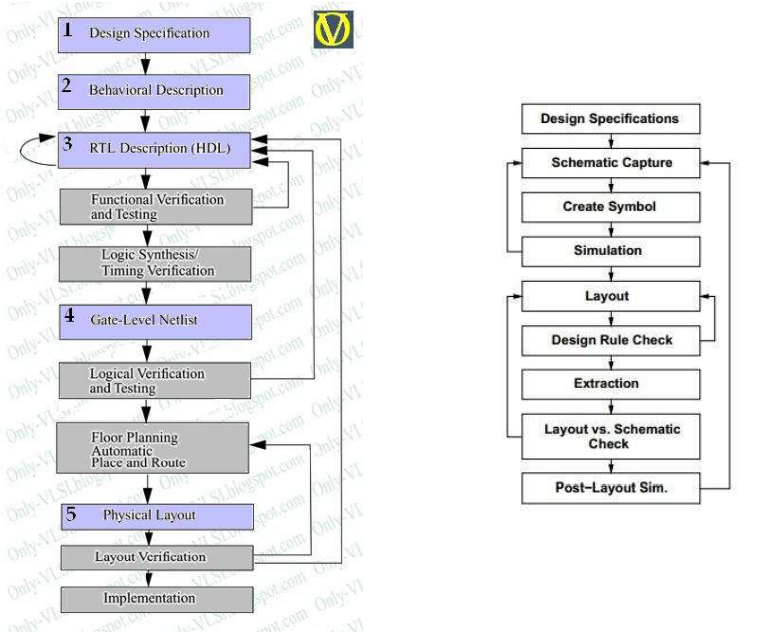 1 Design Specification
2 Behavioral Description
3 RTL Description (HDL)
Functional Verification
and Testing
Logic Synthesis/
Timing Verification
4 Gate-Level Netlist
Logical Verification
and Testing
Floor Planning
Automatic
Place and Route
5 Physical Layout
Layout Verification
Implementation
Design Specifications
Schematic Capture
Create Symbol
Simulation
Layout
Design Rule Check
Extraction
Layout vs. Schematic
Check
Post-Layout Sim.
Only-VLSI.blogspot.com